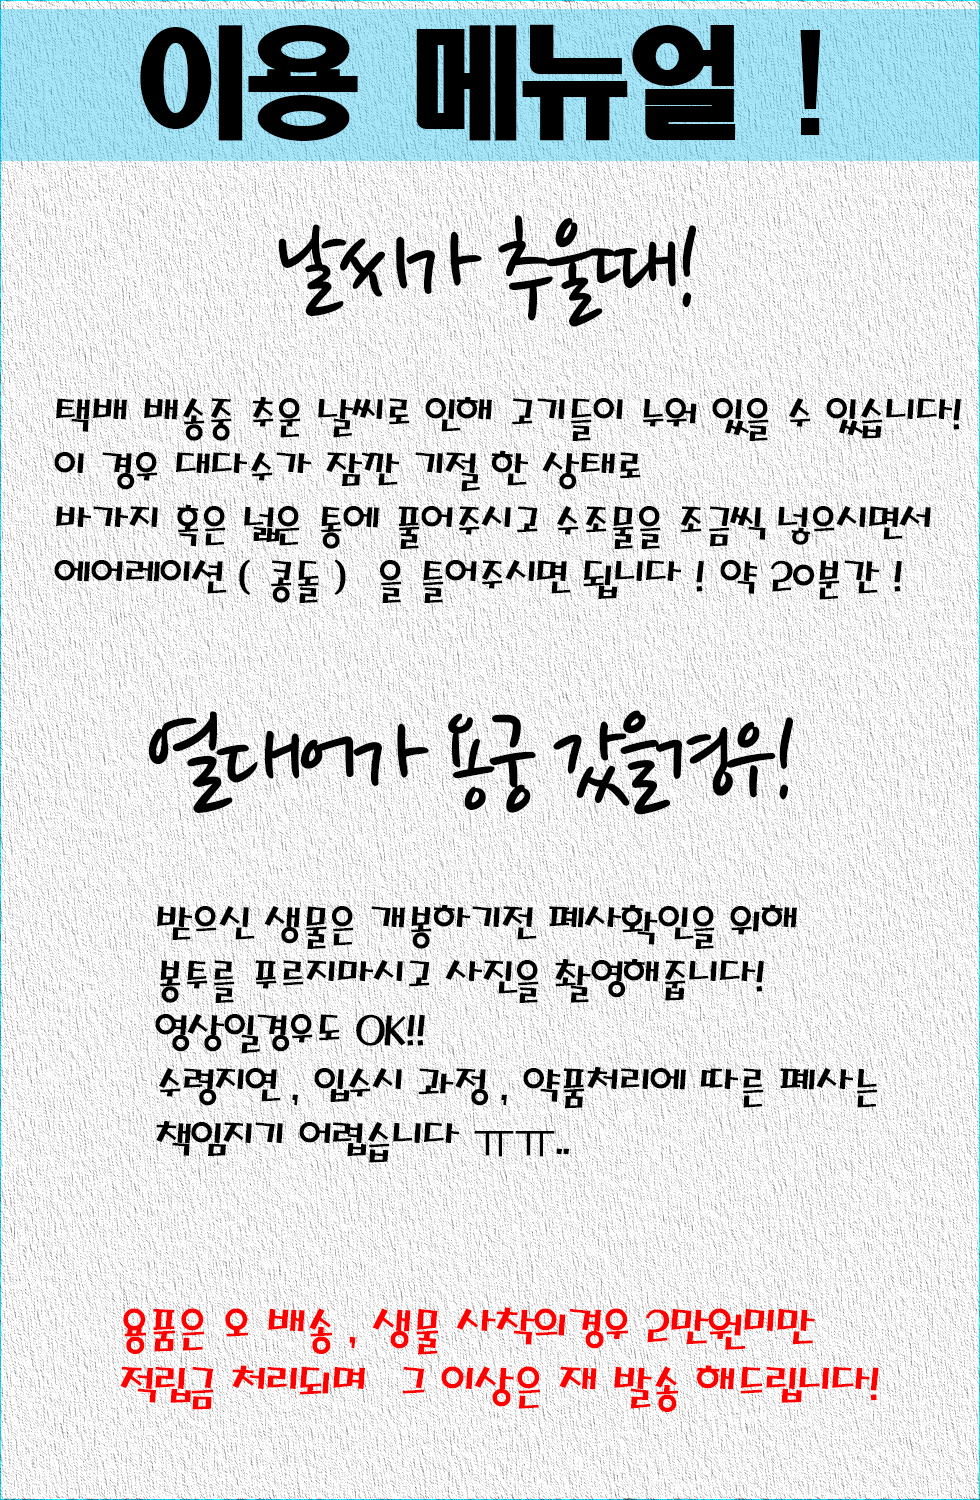 이용 메뉴얼 !
날씨가 추울때!
택배 배송중 추운 날씨로 인해 고기들이 누워 있을 수 있습니다!
이 경우 대다수가 잠깐 기절 한 상태로
바가지 혹은 넓은 통에 풀어주시고 수조물을 조금씩 넣으시면서
에어레이션 ( 콩돌 ) 을 틀어주시면 됩니다 ! 약 20분간 !
열대어가 용궁 갔을경우!
받으신 생물은 개봉하기전 폐사확인을 위해
봉투를 푸르지마시고 사진을 촬영해줍니다!
영상일경우도 OK!!
수령지연 , 입수시 과정 , 약품처리에 따른 폐사는
책임지기 어렵습니다 ㅠㅠ..
용품은 오 배송 , 생물 사착의경우 2만원미만
적립금 처리되며 그 이상은 재 발송 해드립니다!